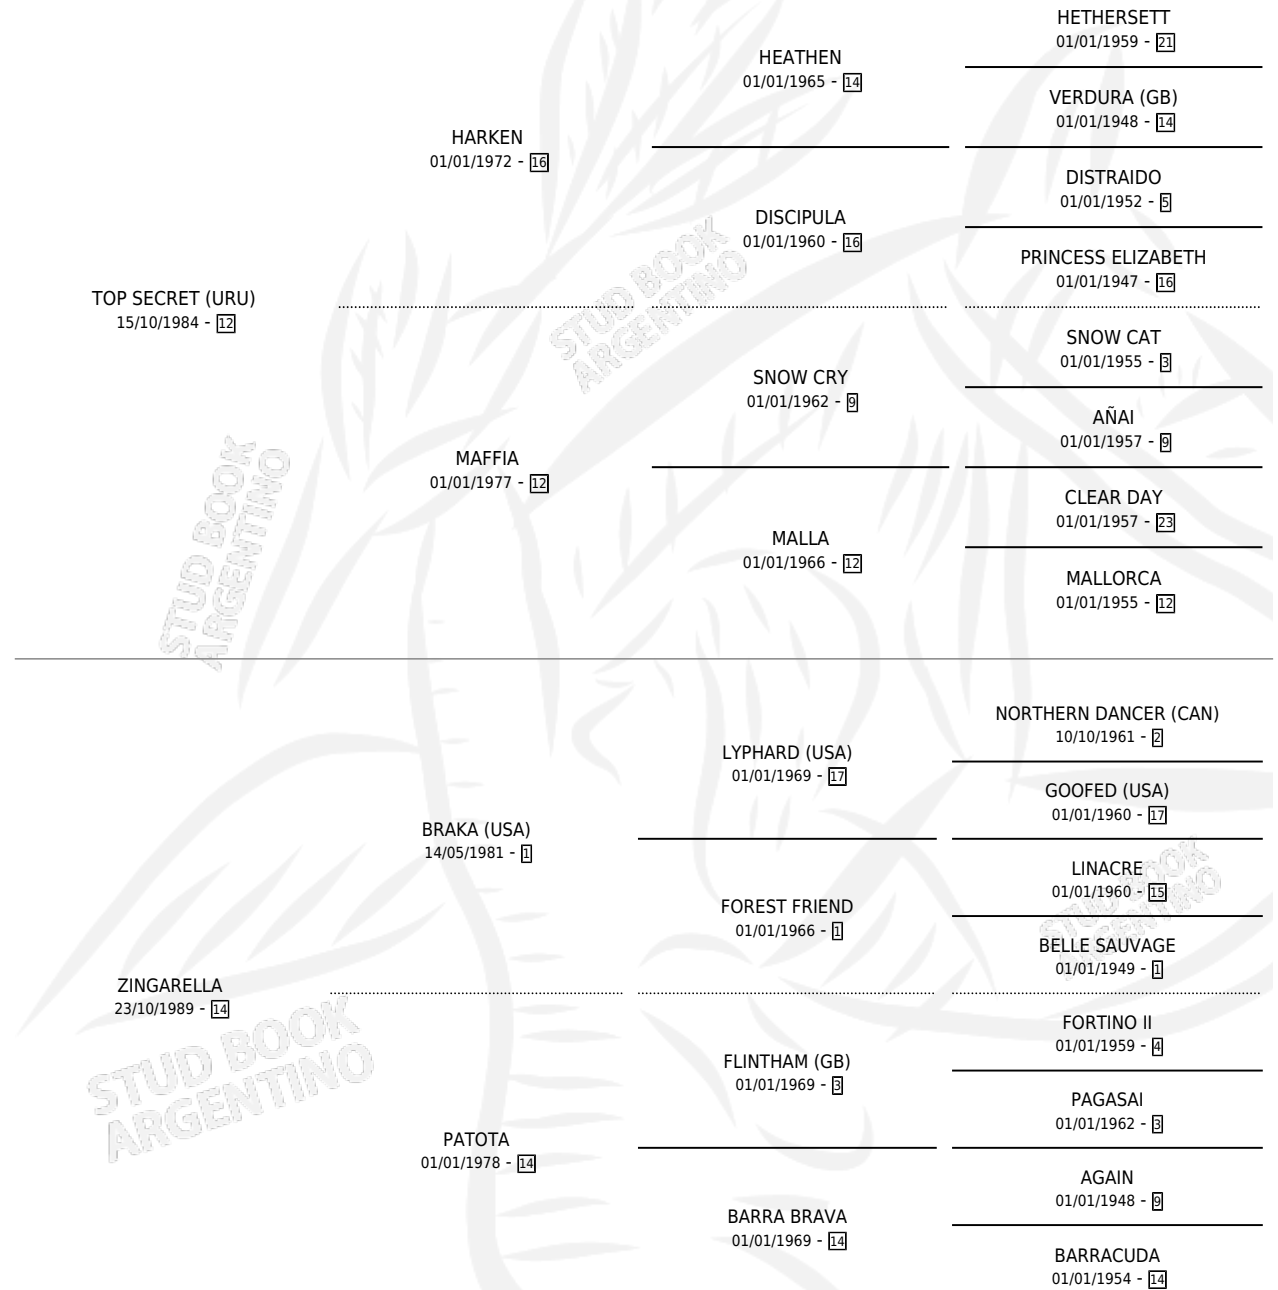 HETHERSETT
01/01/1959 - 21
HEATHEN
01/01/1965 - 14
VERDURA (GB)
01/01/1948 - 14
HARKEN
01/01/1972 - 16
DISTRAIDO
01/01/1952 - 5
DISCIPULA
01/01/1960 - 16
PRINCESS ELIZABETH
01/01/1947 - 16
TOP SECRET (URU)
15/10/1984 - 12
SNOW CAT
01/01/1955 - 3
SNOW CRY
01/01/1962 - 9
AÑAI
01/01/1957 - 9
MAFFIA
01/01/1977 - 12
CLEAR DAY
01/01/1957 - 23
MALLA
01/01/1966 - 12
MALLORCA
01/01/1955 - 12
STUD BOOK
ARGENTINO
STUD BOOK
ARGENTINO
NORTHERN DANCER (CAN)
10/10/1961 - 2
LYPHARD (USA)
01/01/1969 - 17
GOOFED (USA)
01/01/1960 - 17
BRAKA (USA)
14/05/1981 - 1
LINACRE
01/01/1960 - 15
FOREST FRIEND
01/01/1966 - 1
BELLE SAUVAGE
01/01/1949 - 1
ZINGARELLA
23/10/1989 - 14
FORTINO II
01/01/1959 - 4
FLINTHAM (GB)
01/01/1969 - 3
PAGASAI
01/01/1962 - 3
PATOTA
01/01/1978 - 14
AGAIN
01/01/1948 - 9
BARRA BRAVA
01/01/1969 - 14
BARRACUDA
01/01/1954 - 14
STUD BOOK
ARGENTINO
STUD BOOK
ARGENTINO